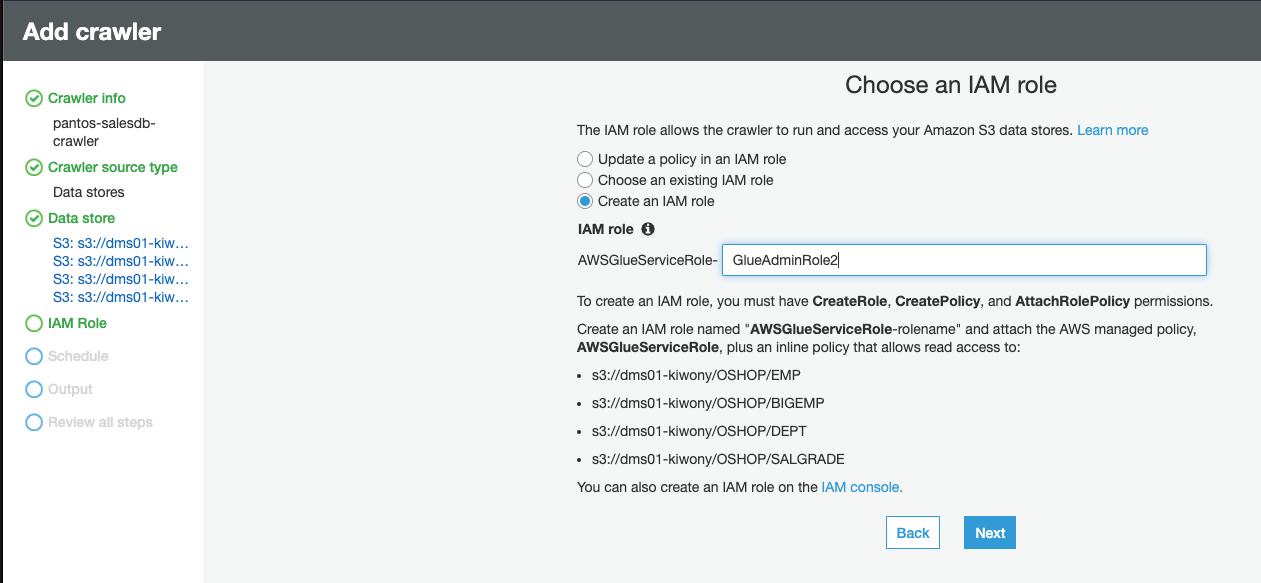 Add crawler
Crawler info
pantos-salesdb-
crawler
Crawler source type
Data stores
Data store
S3: s3://dms01-kiw...
S3: s3://dms01-kiw...
S3: s3://dms01-kiw...
S3: s3://dms01-kiw...
IAM Role
Schedule
Output
Review all steps
Choose an IAM role
The IAM role allows the crawler to run and access your Amazon S3 data stores. Learn more
Update a policy in an IAM role
Choose an existing IAM role
Create an IAM role
IAM role
AWSGlueServiceRole- GlueAdminRole2
To create an IAM role, you must have CreateRole, CreatePolicy, and AttachRolePolicy permissions.
Create an IAM role named "AWSGlueServiceRole-rolename" and attach the AWS managed policy,
AWSGlueServiceRole, plus an inline policy that allows read access to:
• s3://dms01-kiwony/OSHOP/EMP
• s3://dms01-kiwony/OSHOP/BIGEMP
• s3://dms01-kiwony/OSHOP/DEPT
• s3://dms01-kiwony/OSHOP/SALGRADE
You can also create an IAM role on the IAM console.
Back Next